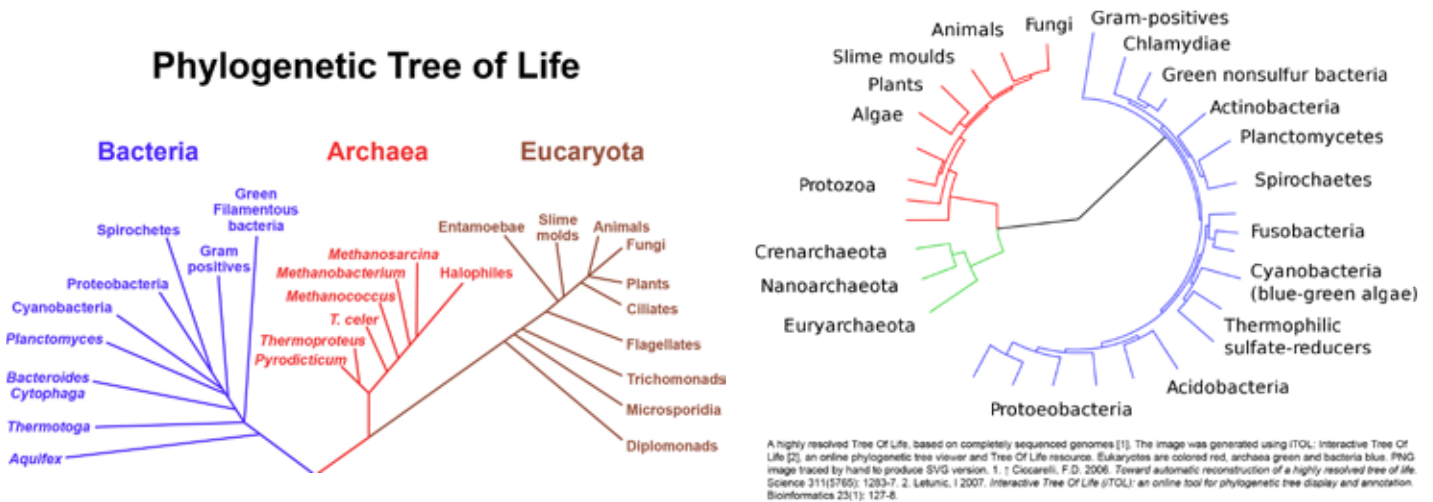 Phylogenetic Tree of Life
Bacteria
Archaea
Eucaryota
Green
Filamentous
bacteria
Spirochetes
Gram
positives
Proteobacteria
Cyanobacteria
Planctomyces
Bacteroides
Cytophaga
Thermotoga
Aquifex
Methanosarcina
Methanobacterium
Halophiles
Methanococcus
T. celer
Thermoproteus
Pyrodicticum
Entamoebae
Slime
molds
Animals
Fungi
Plants
Ciliates
Flagellates
Trichomonads
Microsporidia
Diplomonads
Fungi
Animals
Slime moulds
Plants
Algae
Protozoa
Crenarchaeota
Nanoarchaeota
Euryarchaeota
Gram-positives
Chlamydiae
Green nonsulfur bacteria
Actinobacteria
Planctomycetes
Spirochaetes
Fusobacteria
Cyanobacteria
(blue-green algae)
Thermophilic
sulfate-reducers
Acidobacteria
Protoeobacteria
A highly resolved Tree Of Life, based on completely sequenced genomes [1]. The image was generated using iTOL: Interactive Tree Of
Life [2], an online phylogenetic tree viewer and Tree Of Life resource. Eukaryotes are colored red, archaea green and bacteria blue. PNG
image traced by hand to produce SVG version. 1. ↑ Ciccarelli, F.D. 2006. Toward automatic reconstruction of a highly resolved tree of life.
Science 311(5765): 1283-7. 2. Letunic, I 2007. Interactive Tree Of Life (iTOL): an online tool for phylogenetic tree display and annotation.
Bioinformatics 23(1): 127-8.